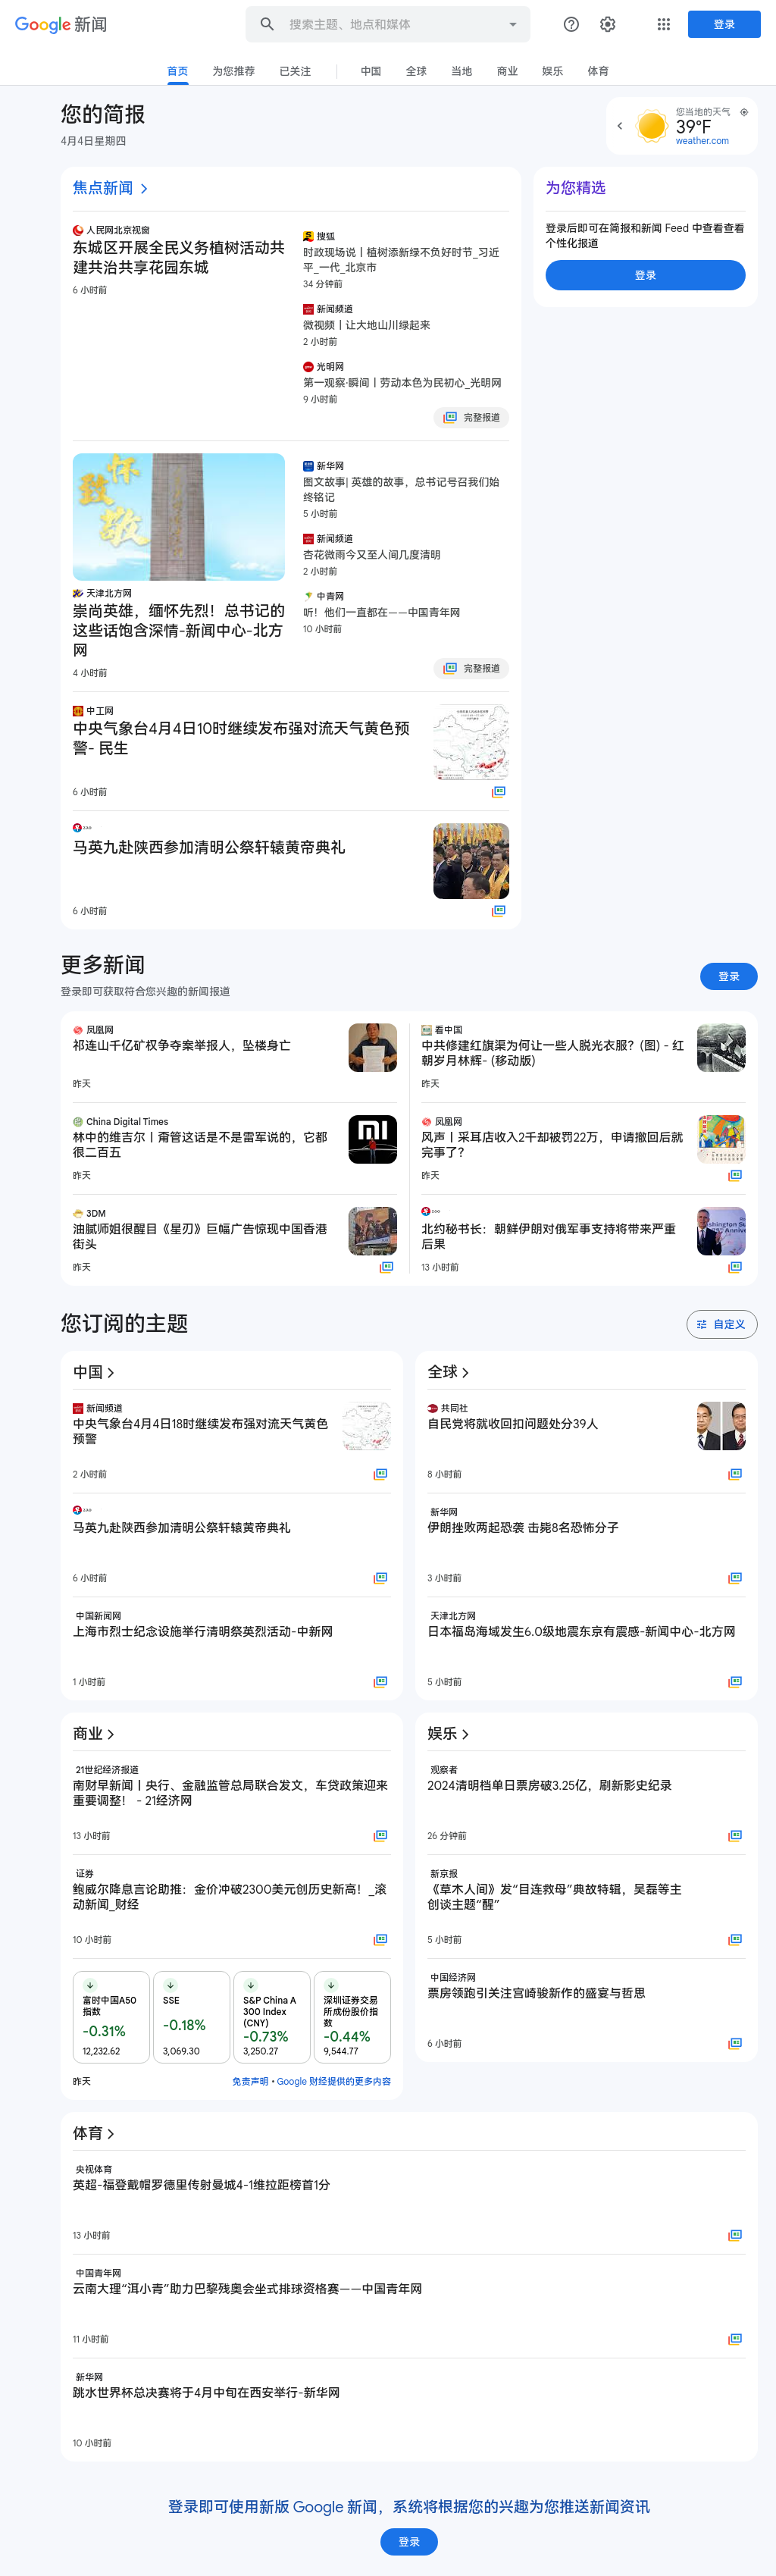 Google 新闻
搜索主题、地点和媒体
登录
首页
为您推荐
已关注
中国
全球
当地
商业
娱乐
体育
您的简报
4月4日星期四
您当地的天气
39°F
weather.com
焦点新闻
人民网北京视窗
东城区开展全民义务植树活动共
建共治共享花园东城
6 小时前
搜狐
时政现场说丨植树添新绿不负好时节_习近
平_一代_北京市
34 分钟前
新闻频道
微视频丨让大地山川绿起来
2 小时前
光明网
第一观察·瞬间丨劳动本色为民初心_光明网
9 小时前
完整报道
为您精选
登录后即可在简报和新闻 Feed 中查看查看
个性化报道
登录
缅怀
致敬
天津北方网
崇尚英雄，缅怀先烈！总书记的
这些话饱含深情-新闻中心-北方
网
4 小时前
新华网
图文故事| 英雄的故事，总书记号召我们始
终铭记
5 小时前
新闻频道
杏花微雨今又至人间几度清明
2 小时前
中青网
听！他们一直都在——中国青年网
10 小时前
完整报道
中工网
中央气象台4月4日10时继续发布强对流天气黄色预
警- 民生
6 小时前
马英九赴陕西参加清明公祭轩辕黄帝典礼
6 小时前
更多新闻
登录即可获取符合您兴趣的新闻报道
登录
凤凰网
祁连山千亿矿权争夺案举报人，坠楼身亡
昨天
China Digital Times
林中的维吉尔丨甭管这话是不是雷军说的，它都
很二百五
昨天
3DM
油腻师姐很醒目《星刃》巨幅广告惊现中国香港
街头
昨天
看中国
中共修建红旗渠为何让一些人脱光衣服？(图) - 红
朝岁月林辉- (移动版)
昨天
凤凰网
风声丨采耳店收入2千却被罚22万，申请撤回后就
完事了？
昨天
北约秘书长：朝鲜伊朗对俄军事支持将带来严重
后果
13 小时前
您订阅的主题
自定义
中国
新闻频道
中央气象台4月4日18时继续发布强对流天气黄色
预警
2 小时前
马英九赴陕西参加清明公祭轩辕黄帝典礼
6 小时前
中国新闻网
上海市烈士纪念设施举行清明祭英烈活动-中新网
1 小时前
全球
共同社
自民党将就收回扣问题处分39人
8 小时前
新华网
伊朗挫败两起恐袭 击毙8名恐怖分子
3 小时前
天津北方网
日本福岛海域发生6.0级地震东京有震感-新闻中心-北方网
5 小时前
商业
21世纪经济报道
南财早新闻丨央行、金融监管总局联合发文，车贷政策迎来
重要调整！ - 21经济网
13 小时前
证券
鲍威尔降息言论助推：金价冲破2300美元创历史新高！_滚
动新闻_财经
10 小时前
富时中国A50
指数
-0.31%
12,232.62
SSE
-0.18%
3,069.30
S&P China A
300 Index
(CNY)
-0.73%
3,250.27
深圳证券交易
所成份股价指
数
-0.44%
9,544.77
昨天
免责声明 • Google 财经提供的更多内容
娱乐
观察者
2024清明档单日票房破3.25亿，刷新影史纪录
26 分钟前
新京报
《草木人间》发“目连救母”典故特辑，吴磊等主
创谈主题“醒”
5 小时前
中国经济网
票房领跑引关注宫崎骏新作的盛宴与哲思
6 小时前
体育
央视体育
英超-福登戴帽罗德里传射曼城4-1维拉距榜首1分
13 小时前
中国青年网
云南大理“洱小青”助力巴黎残奥会坐式排球资格赛——中国青年网
11 小时前
新华网
跳水世界杯总决赛将于4月中旬在西安举行-新华网
10 小时前
登录即可使用新版 Google 新闻，系统将根据您的兴趣为您推送新闻资讯
登录